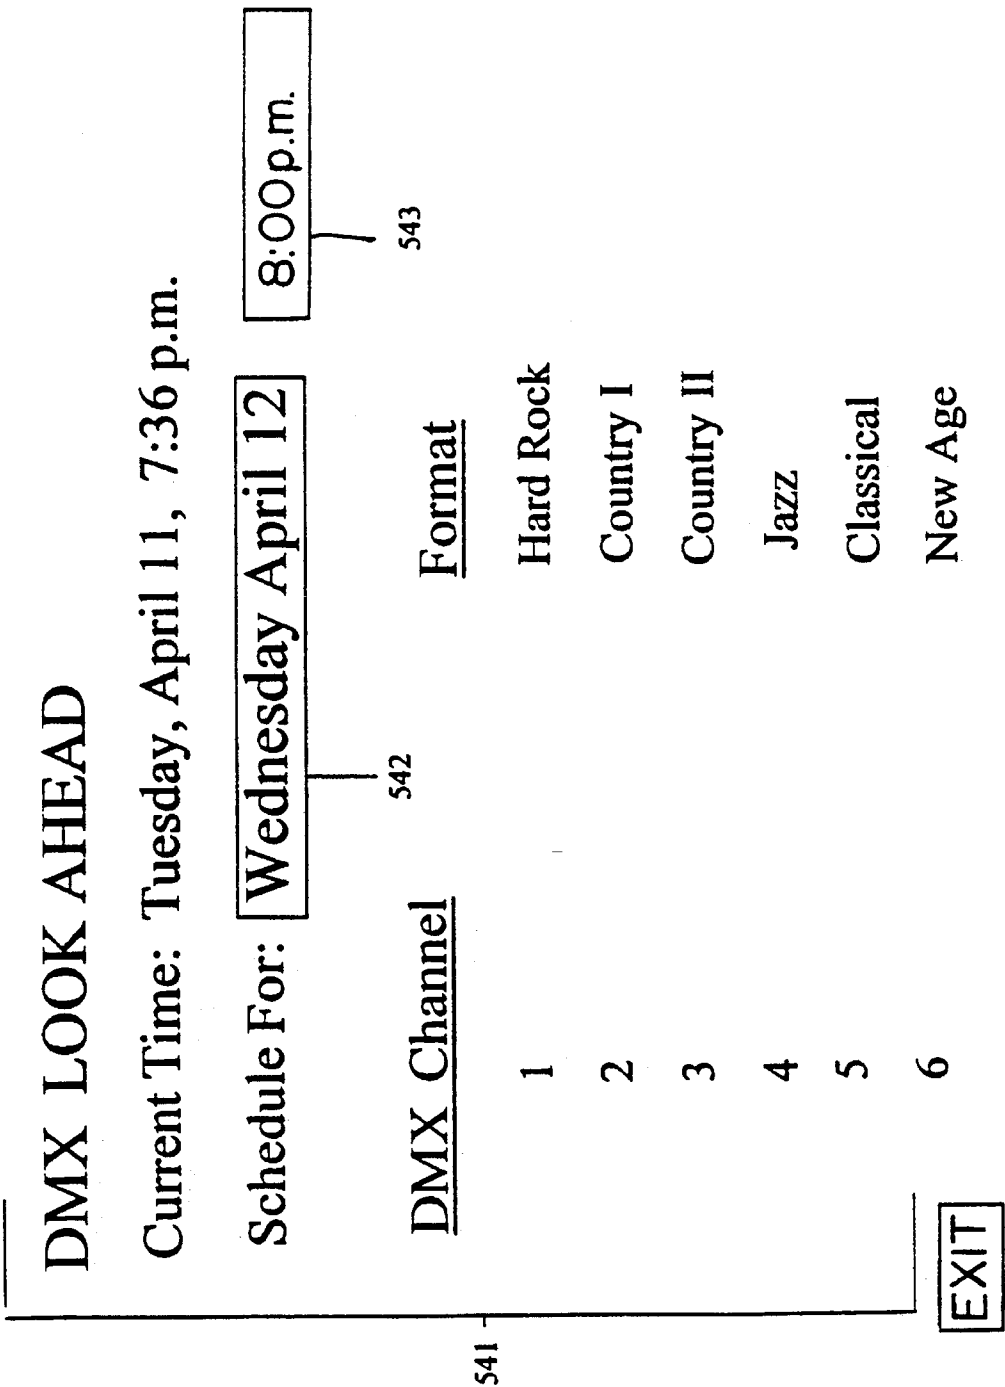 DMX LOOK AHEAD
Current Time: Tuesday, April 11, 7:36 p.m.
Schedule For: Wednesday April 12 8:00p.m.
542 543
DMX Channel Format
1 Hard Rock
2 Country I
3 Country II
4 Jazz
5 Classical
6 New Age
541
EXIT